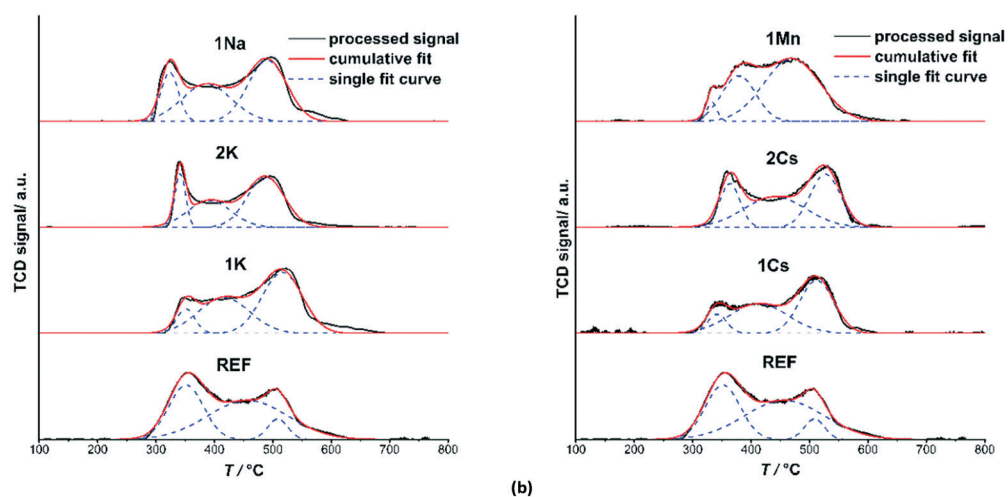 1Na
processed signal
cumulative fit
single fit curve
2K
1K
REF
TCD signal/ a.u.
100 200 300 400 500 600 700 800
T / °C
1Mn
processed signal
cumulative fit
single fit curve
2Cs
1Cs
REF
TCD signal/ a.u.
100 200 300 400 500 600 700 800
T / °C
(b)